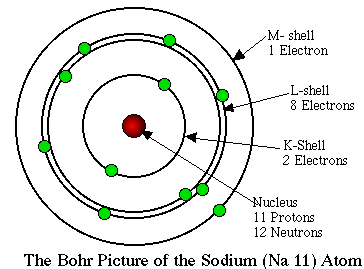 M- shell
1 Electron
L-shell
8 Electrons
K-Shell
2 Electrons
Nucleus
11 Protons
12 Neutrons
The Bohr Picture of the Sodium (Na 11) Atom